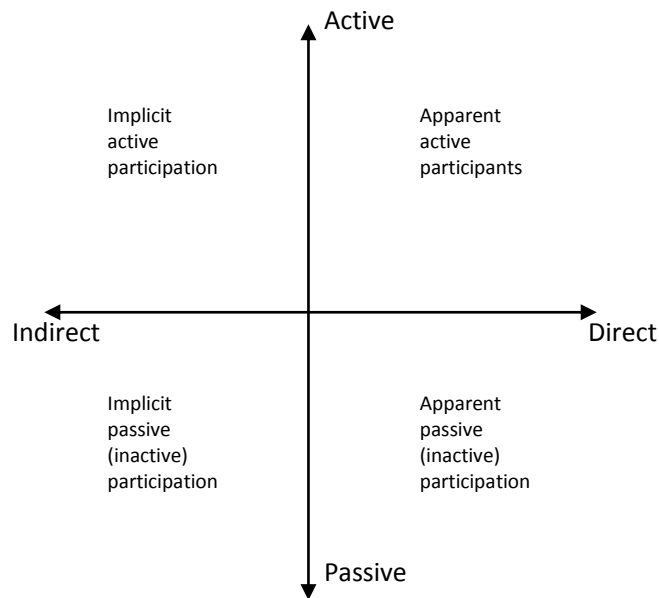 Active
Implicit
active
participation
Apparent
active
participants
Indirect
Direct
Implicit
passive
(inactive)
participation
Apparent
passive
(inactive)
participation
Passive